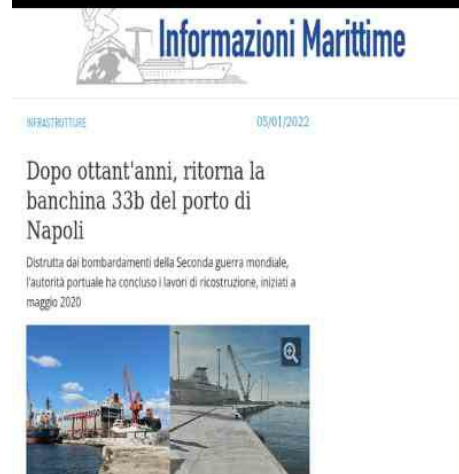 Informazioni Marittime
INFRASTRUTTURE 05/01/2022
Dopo ottant'anni, ritorna la
banchina 33b del porto di
Napoli
Distrutta dai bombardamenti della Seconda guerra mondiale,
l'autorità portuale ha concluso i lavori di ricostruzione, iniziati a
maggio 2020